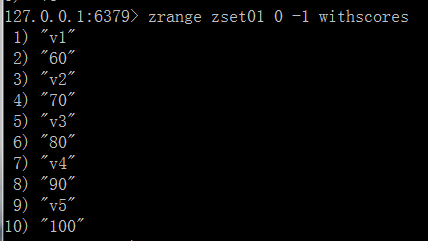 127.0.0.1:6379> zrange zset01 0 -1 withscores
1) "v1"
2) "60"
3) "v2"
4) "70"
5) "v3"
6) "80"
7) "v4"
8) "90"
9) "v5"
10) "100"